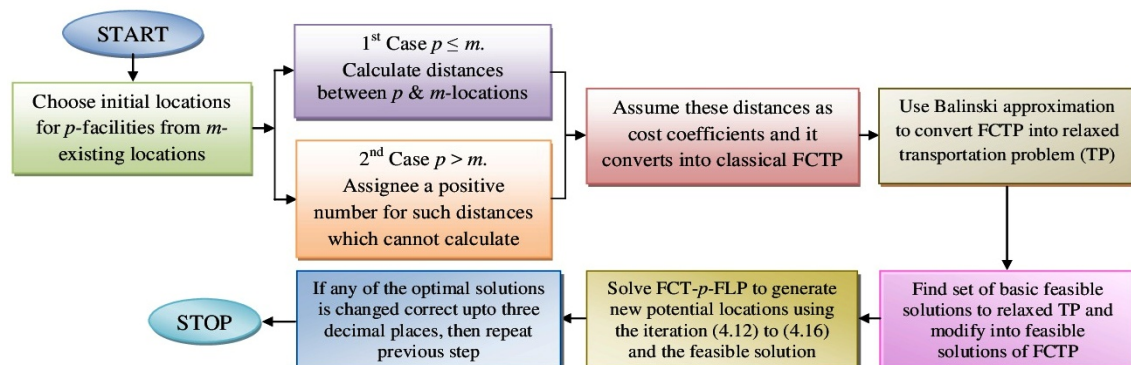 START
Choose initial locations
for p-facilities from m-
existing locations
1st Case p ≤ m.
Calculate distances
between p & m-locations
2nd Case p > m.
Assignee a positive
number for such distances
which cannot calculate
Assume these distances as
cost coefficients and it
converts into classical FCTP
Use Balinski approximation
to convert FCTP into relaxed
transportation problem (TP)
Find set of basic feasible
solutions to relaxed TP and
modify into feasible
solutions of FCTP
Solve FCT-p-FLP to generate
new potential locations using
the iteration (4.12) to (4.16)
and the feasible solution
If any of the optimal solutions
is changed correct upto three
decimal places, then repeat
previous step
STOP